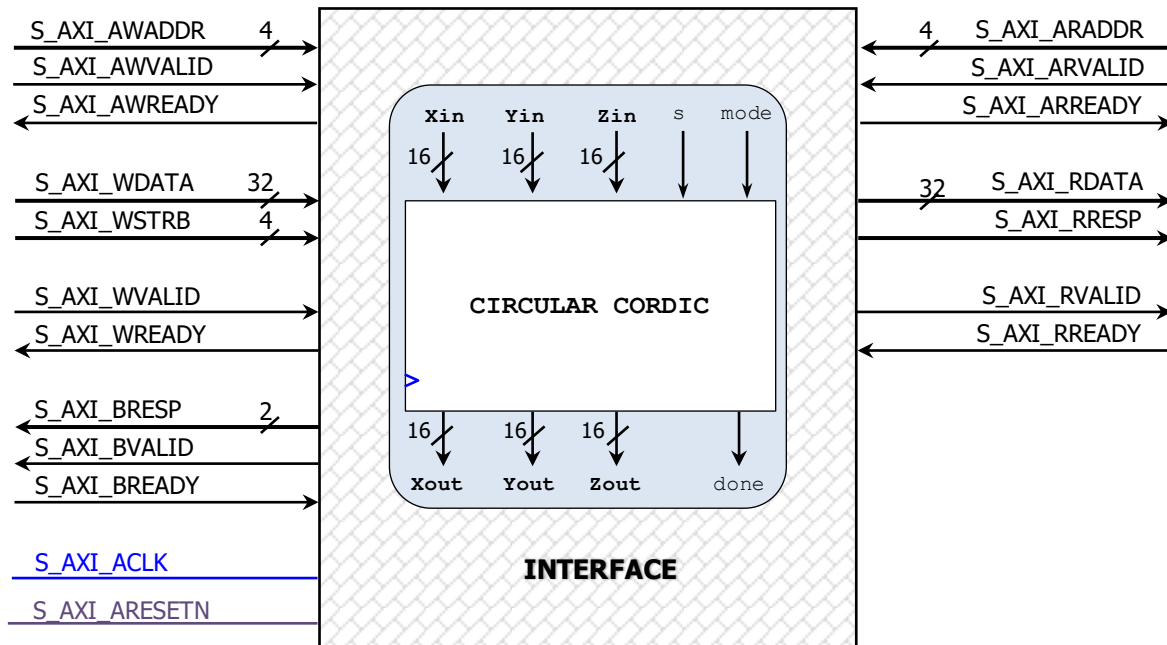 S_AXI_AWADDR 4
S_AXI_AWVALID
S_AXI_AWREADY
S_AXI_WDATA 32
S_AXI_WSTRB 4
S_AXI_WVALID
S_AXI_WREADY
S_AXI_BRESP 2
S_AXI_BVALID
S_AXI_BREADY
S_AXI_ACLK
S_AXI_ARESETN
Xin Yin Zin s mode
16 16 16
CIRCULAR CORDIC
>
16 16 16
Xout Yout Zout done
INTERFACE
4 S_AXI_ARADDR
S_AXI_ARVALID
S_AXI_ARREADY
32 S_AXI_RDATA
S_AXI_RRESP
S_AXI_RVALID
S_AXI_RREADY